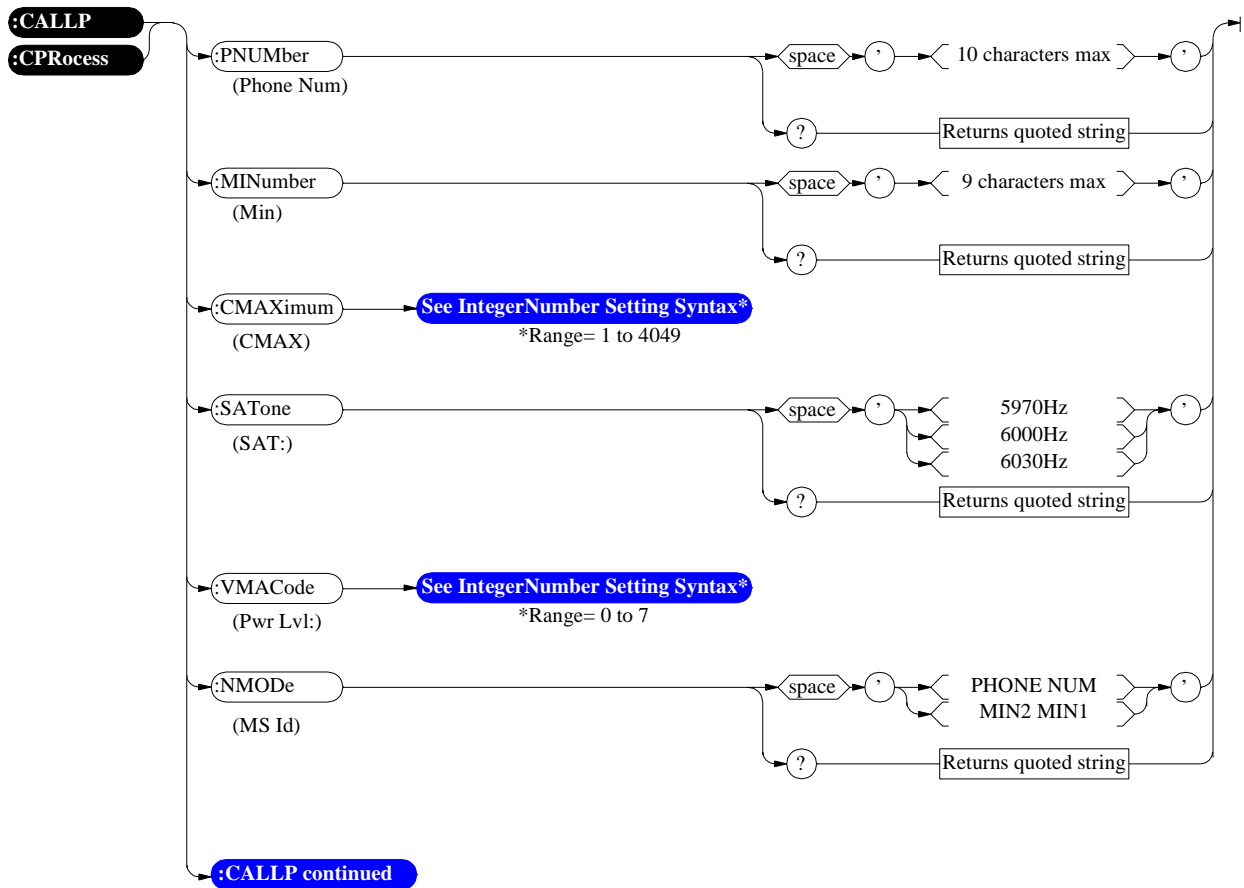 :CALLP
:CPRocess
:PNUMber
(Phone Num)
space ’ 10 characters max ’
? Returns quoted string
:MINumber
(Min)
space ’ 9 characters max ’
? Returns quoted string
:CMAXimum
(CMAX)
See IntegerNumber Setting Syntax*
*Range= 1 to 4049
:SATone
(SAT:)
space ’ 5970Hz ’
6000Hz
6030Hz
? Returns quoted string
:VMACode
(Pwr Lvl:)
See IntegerNumber Setting Syntax*
*Range= 0 to 7
:NMODe
(MS Id)
space ’ PHONE NUM ’
MIN2 MIN1
? Returns quoted string
:CALLP continued